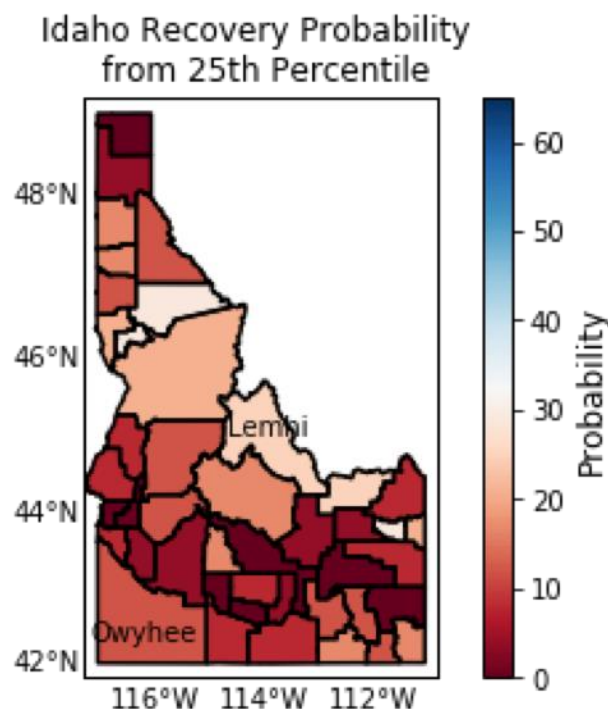 Idaho Recovery Probability
from 25th Percentile
48°N
46°N
44°N
42°N
Lemhi
Owyhee
116°W 114°W 112°W
60
50
40
30
20
10
0
Probability